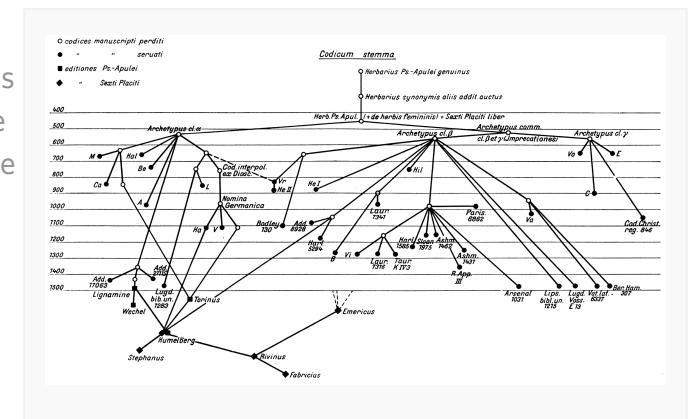 s
e
e
codices manuscripti perditi
" " seruati
editiones Ps.-Apulei
" Sexti Placiti
Codicum stemma
Herbarius Ps-Apulei genuinus
Herbarius synonymis aliis addit auctus
Herb. Ps. Apul. (+de herbis Femininis) + Sexti Placiti liber
400
500
600
700
800
900
1000
1100
1200
1300
1400
1500
Archetypus cl.α
Archetypus cl.β
Archetypus comm.
cl. β et γ (Imprecationes)
Archetypus cl.γ
M
Hal
Be
Ca
A
L
Cod interpol.
ex Diosc.
Vr
He II
He I
Hil
Vo
E
C
Nomina
Germanica
Ha
V
Bodley
130
Add.
8928
Harl.
5294
B
Laur.
7341
Vi
Laur.
7316
Taur
K IV 3
Harl.
1585
Sloan
1975
Ashm.
1462
Paris.
6862
Ashm.
1431
R. App.
III
Va
Cod. Christ.
reg. 846
Add.
17063
Add.
Lignamine
Wechel
Lugd.
bibl. un.
1283
Torinus
Arsenal
1031
Lips.
bibl. un.
1215
Lugd.
Voss.
E 13
Vat. lat.
6337
Ber. Ham.
307
Humelberg
Stephanus
Emericus
Rivinus
Fabricius